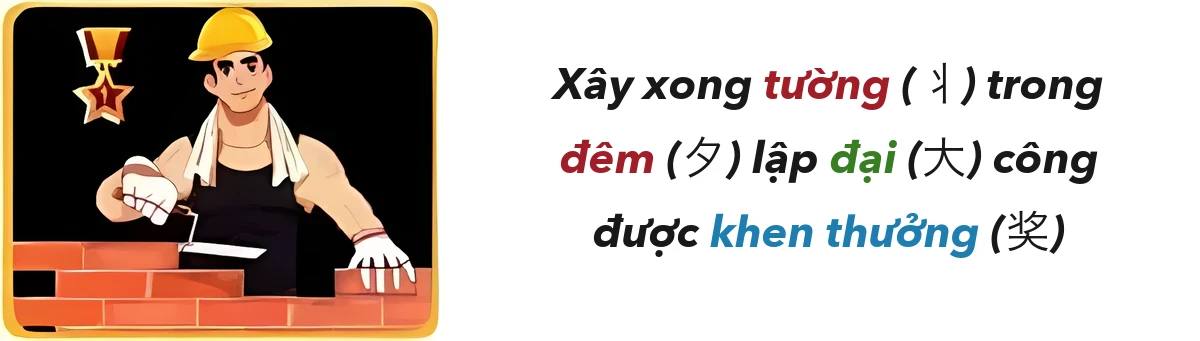 Xây xong tường (丬) trong
đêm (夕) lập đại (大) công
được khen thưởng (奖)